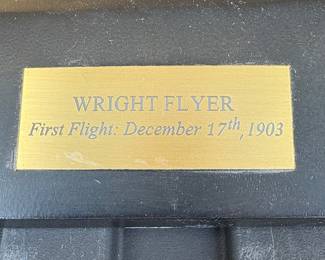 WRIGHT FLYER
First Flight: December 17th, 1903